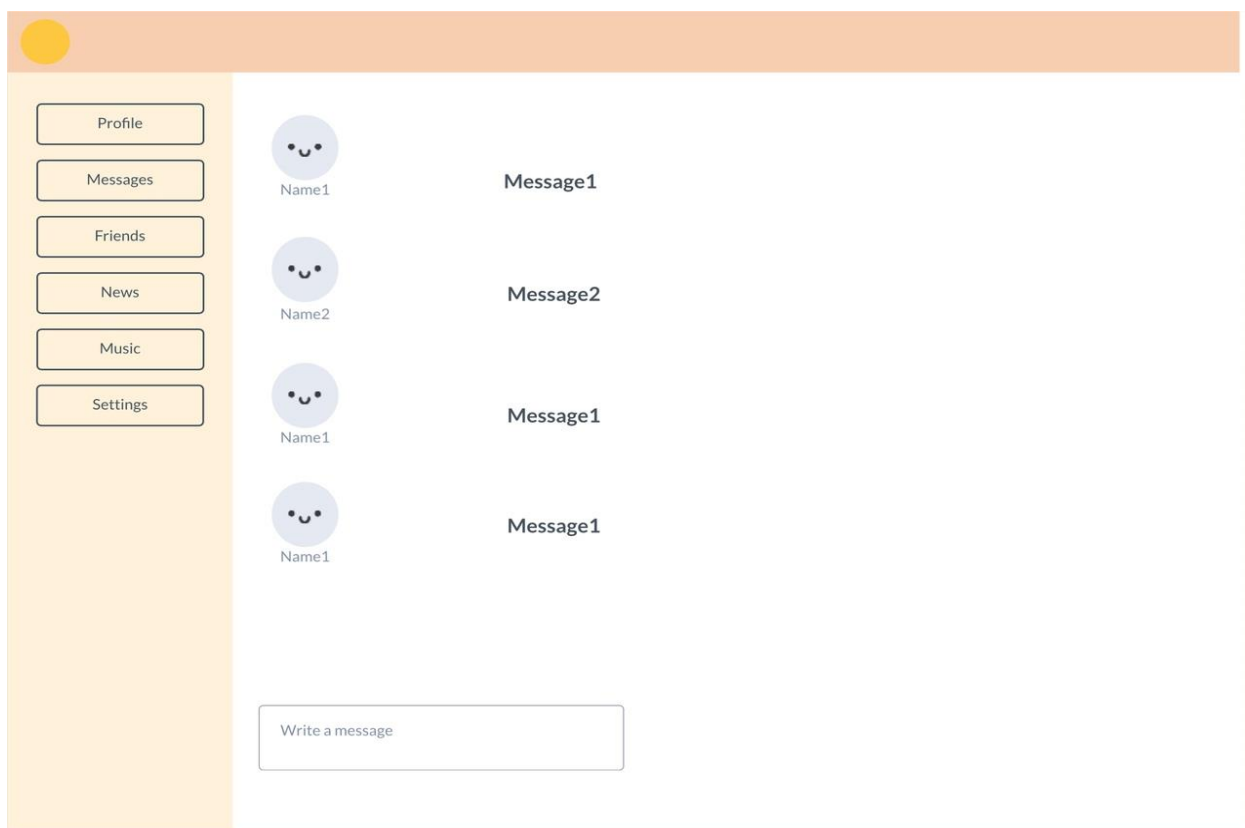 Profile
Messages
Friends
News
Music
Settings
Name1
Message1
Name2
Message2
Name1
Message1
Name1
Message1
Write a message